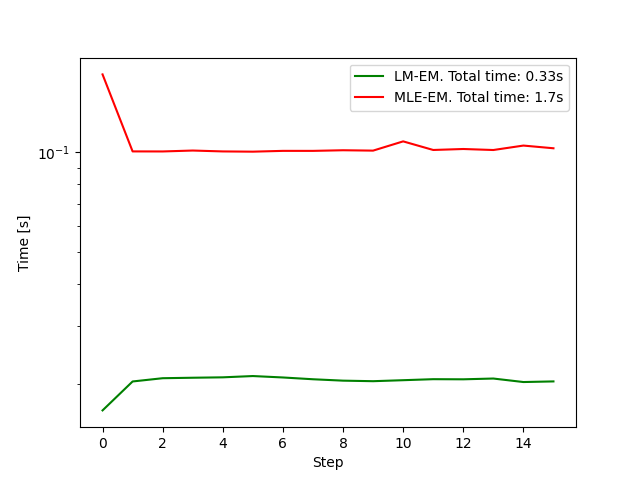 LM-EM. Total time: 0.33s
MLE-EM. Total time: 1.7s
10⁻¹
Time [s]
0 2 4 6 8 10 12 14
Step